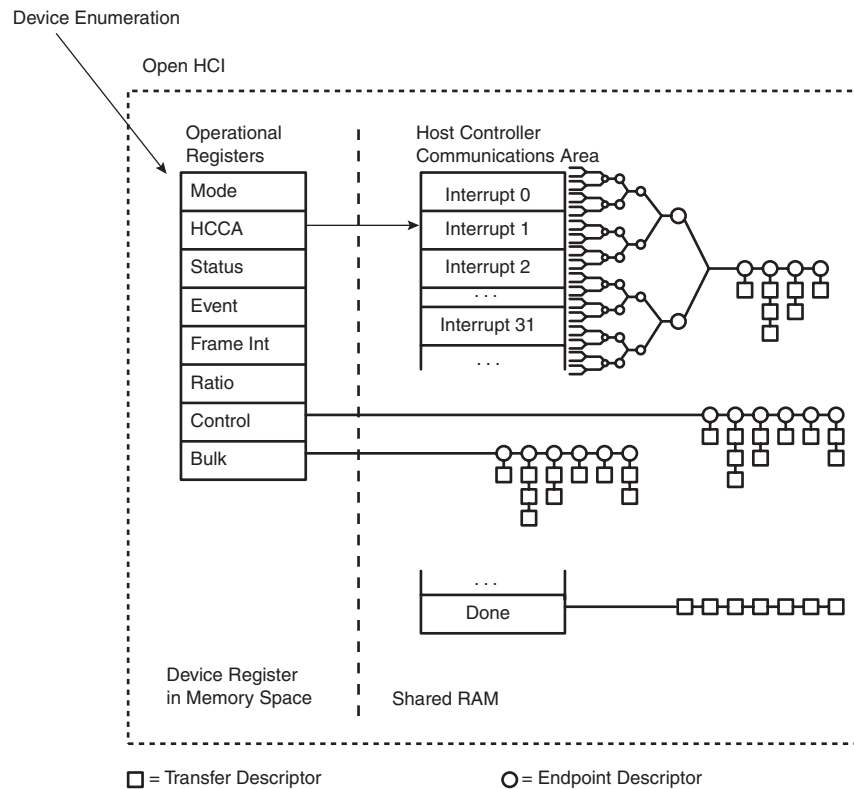 Device Enumeration
Open HCI
Operational
Registers
Mode
HCCA
Status
Event
Frame Int
Ratio
Control
Bulk
Host Controller
Communications Area
Interrupt 0
Interrupt 1
Interrupt 2
. . .
Interrupt 31
. . .
. . .
Done
Device Register
in Memory Space
Shared RAM
= Transfer Descriptor
= Endpoint Descriptor